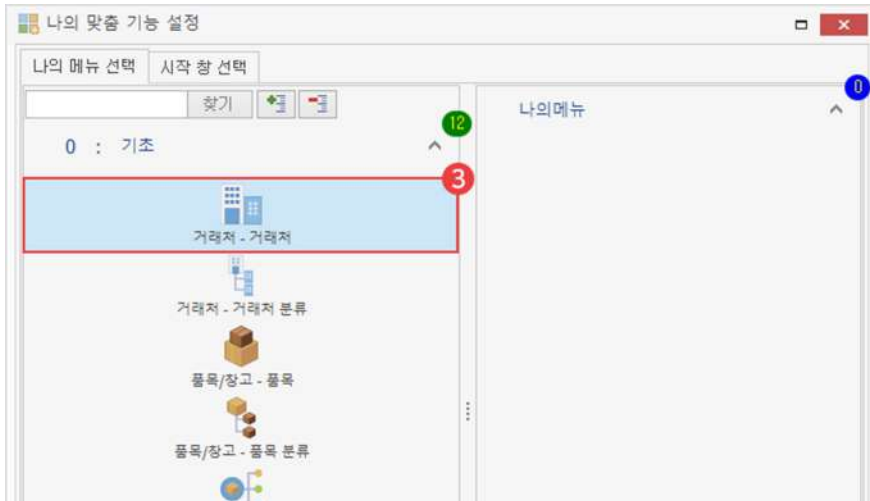 나의 맞춤 기능 설정
나의 메뉴 선택 시작 창 선택
찾기
나의메뉴
0
12
0 : 기초
3
거래처 - 거래처
거래처 - 거래처 분류
품목/창고 - 품목
품목/창고 - 품목 분류